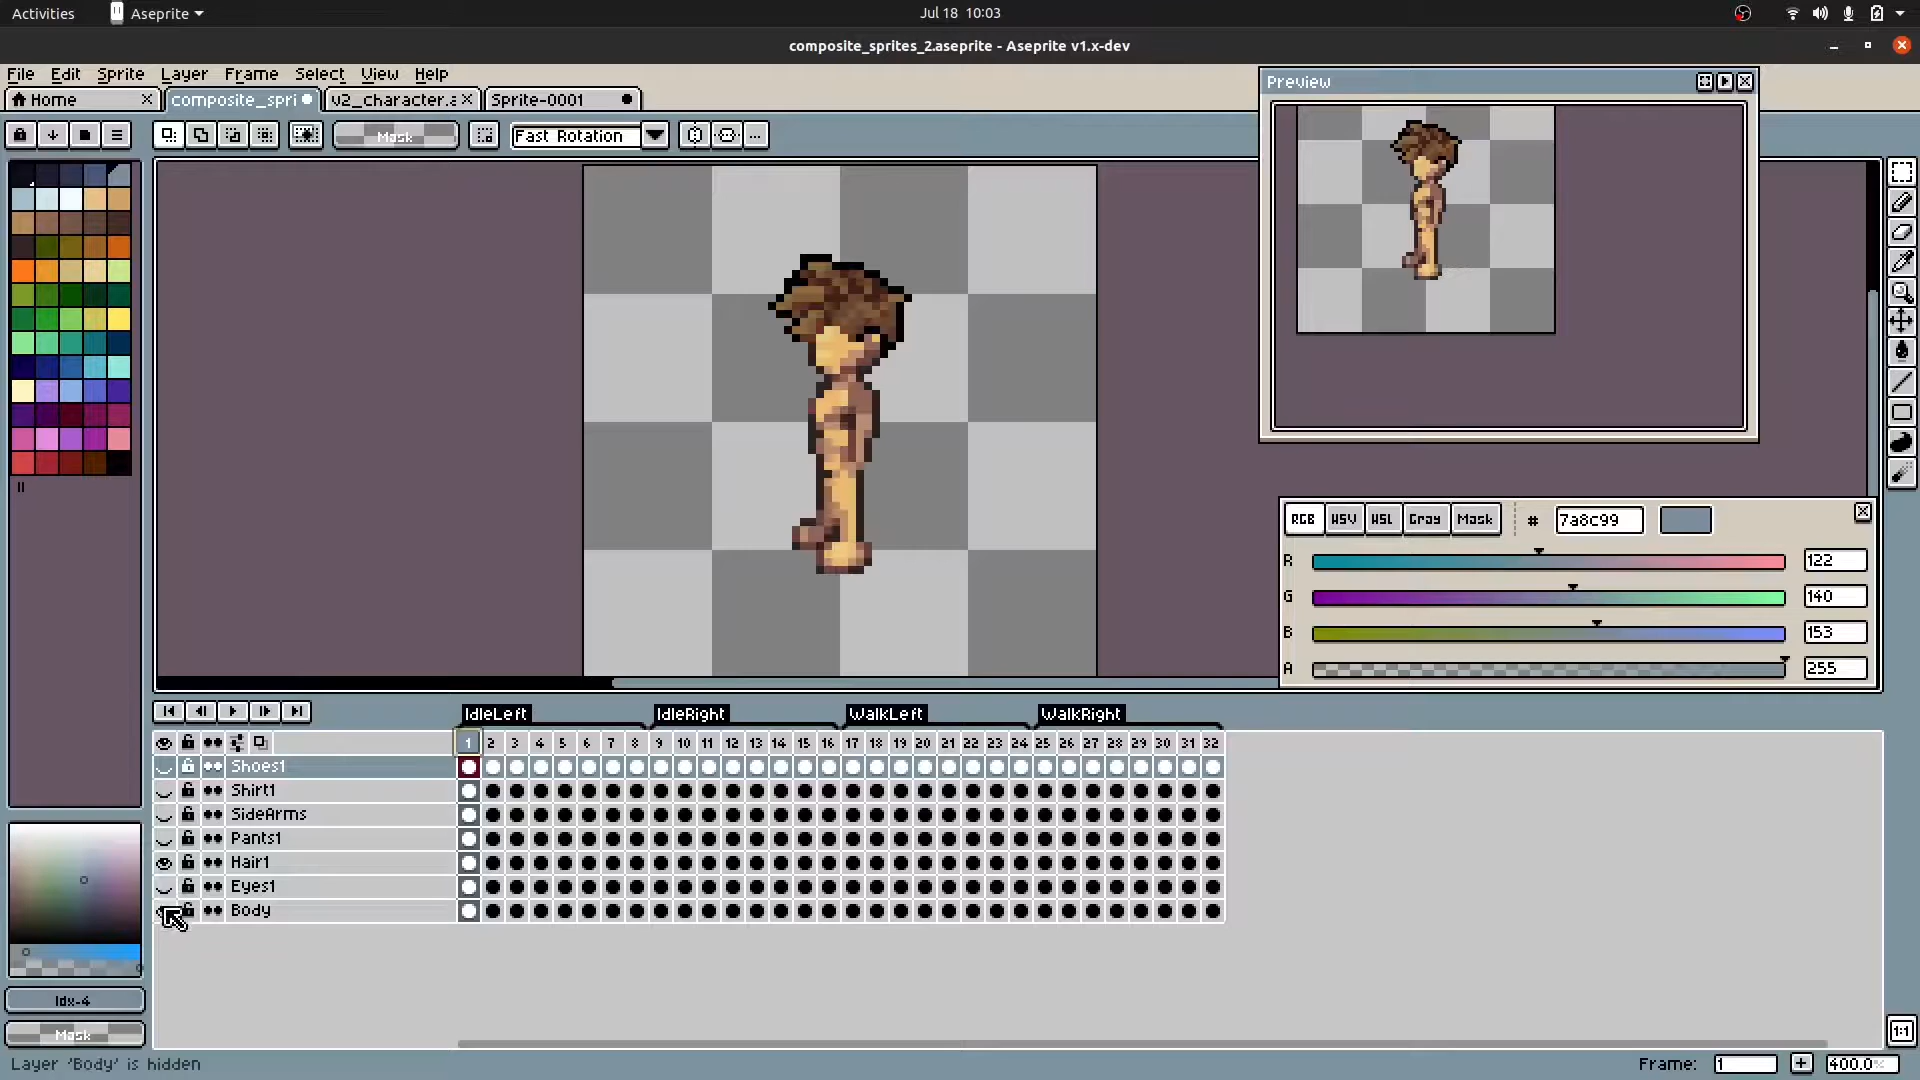 Activities
Aseprite
Jul 18 10:03
composite_sprites_2.aseprite - Aseprite v1.x-dev
File Edit Sprite Layer Frame Select View Help
Home
composite_spri
v2_character.a
Sprite-0001
Mask
Fast Rotation
Preview
RGB HSV HSL Gray Mask # 7a8c99
R 122
G 140
B 153
A 255
IdleLeft IdleRight WalkLeft WalkRight
1 2 3 4 5 6 7 8 9 10 11 12 13 14 15 16 17 18 19 20 21 22 23 24 25 26 27 28 29 30 31 32
Shoes1
Shirt1
SideArms
Pants1
Hair1
Eyes1
Body
Idx-4
Mask
1:1
Layer 'Body' is hidden
Frame: 1 + 400.0%